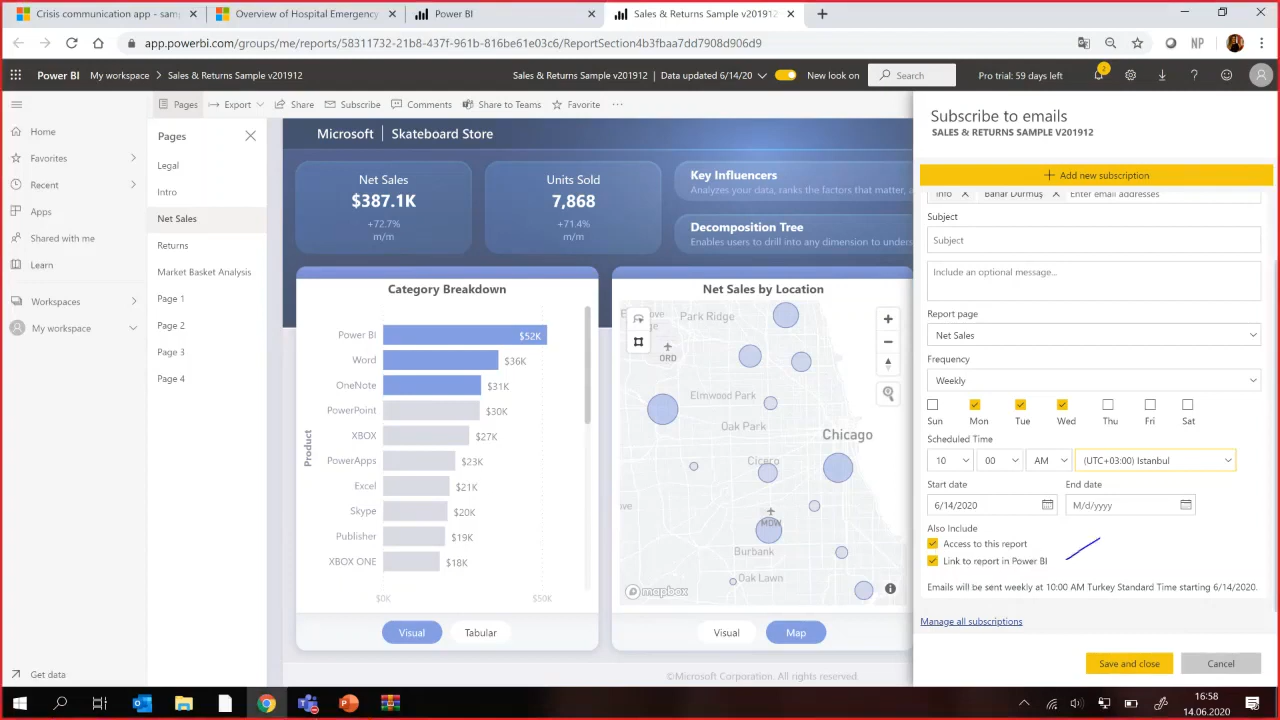 Crisis communication app - sam
Overview of Hospital Emergency
Power BI
Sales & Returns Sample v201912
app.powerbi.com/groups/me/reports/58311732-21b8-437f-961b-816be61e03c6/ReportSection4b3fbaa7dd7908d906d9
NP
Power BI My workspace > Sales & Returns Sample v201912
Sales & Returns Sample v201912 | Data updated 6/14/20
New look on
Search
Pro trial: 59 days left
2
Pages
Export
Share
Subscribe
Comments
Share to Teams
Favorite
Home
Favorites
Recent
Apps
Shared with me
Learn
Workspaces
My workspace
Get data
Pages
Legal
Intro
Net Sales
Returns
Market Basket Analysis
Page 1
Page 2
Page 3
Page 4
Microsoft | Skateboard Store
Net Sales
$387.1K
+72.7%
m/m
Units Sold
7,868
+71.4%
m/m
Key Influencers
Analyzes your data, ranks the factors that matter, a
Decomposition Tree
Enables users to drill into any dimension to unders
Category Breakdown
Product
Power BI $52K
Word $36K
OneNote $31K
PowerPoint $30K
XBOX $27K
PowerApps $23K
Excel $21K
Skype $20K
Publisher $19K
XBOX ONE $18K
$0K $50K
Visual
Tabular
Net Sales by Location
Park Ridge
ORD
Elmwood Park
Oak Park
Chicago
Cicero
MDW
Burbank
Oak Lawn
mapbox
Visual
Map
©Microsoft Corporation. All rights reserved.
Subscribe to emails
SALES & RETURNS SAMPLE V201912
Add new subscription
Info
Bahar Durmuş
Enter email addresses
Subject
Subject
Include an optional message...
Report page
Net Sales
Frequency
Weekly
Sun Mon Tue Wed Thu Fri Sat
Scheduled Time
10 00 AM (UTC+03:00) Istanbul
Start date End date
6/14/2020 M/d/yyyy
Also Include
Access to this report
Link to report in Power BI
Emails will be sent weekly at 10:00 AM Turkey Standard Time starting 6/14/2020.
Manage all subscriptions
Save and close
Cancel
16:58
14.06.2020